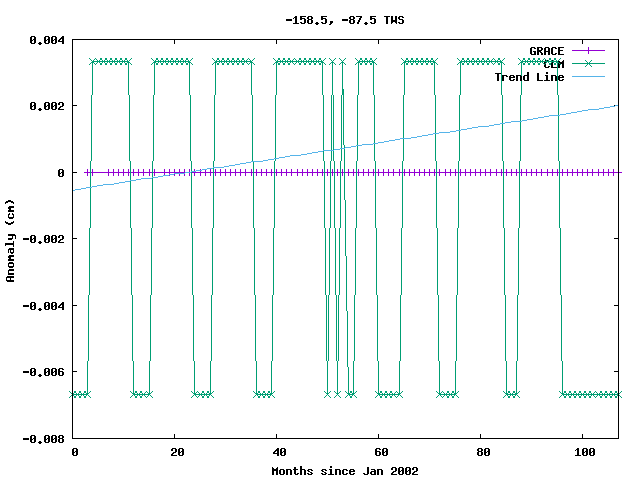 -158.5, -87.5 TWS
GRACE
CLM
Trend Line
0.004
0.002
0
-0.002
-0.004
-0.006
-0.008
Anomaly (cm)
0 20 40 60 80 100
Months since Jan 2002